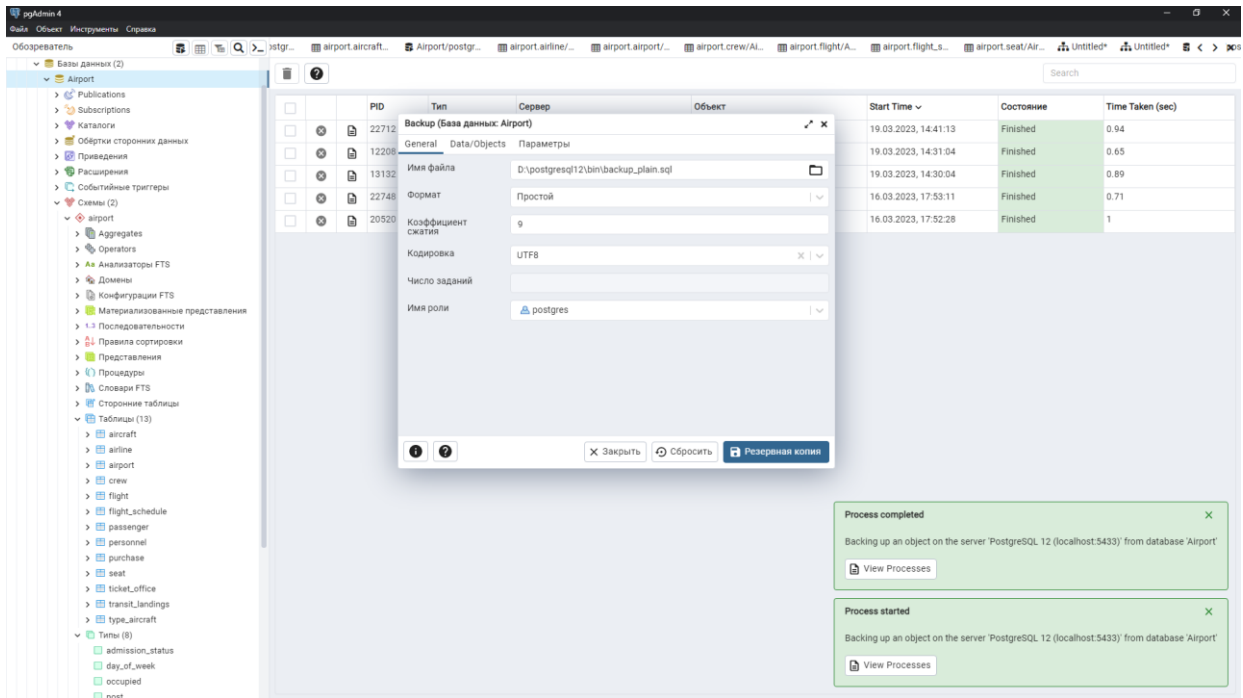 pgAdmin 4
Файл Объект Инструменты Справка
Обозреватель
ostgr... airport.aircraft... Airport/postgr... airport.airline/... airport.airport/... airport.crew/Ai... airport.flight/A... airport.flight_s... airport.seat/Air... Untitled* Untitled*
Базы данных (2)
Airport
Publications
Subscriptions
Каталоги
Обёртки сторонних данных
Приведения
Расширения
Событийные триггеры
Схемы (2)
airport
Aggregates
Operators
Aa Анализаторы FTS
Домены
Конфигурации FTS
Материализованные представления
1..3 Последовательности
Правила сортировки
Представления
Процедуры
Словари FTS
Сторонние таблицы
Таблицы (13)
aircraft
airline
airport
crew
flight
flight_schedule
passenger
personnel
purchase
seat
ticket_office
transit_landings
type_aircraft
Типы (8)
admission_status
day_of_week
occupied
post
Search
PID Тип Сервер Объект Start Time Состояние Time Taken (sec)
22712 19.03.2023, 14:41:13 Finished 0.94
12208 19.03.2023, 14:31:04 Finished 0.65
13132 19.03.2023, 14:30:04 Finished 0.89
22748 16.03.2023, 17:53:11 Finished 0.71
20520 16.03.2023, 17:52:28 Finished 1
Backup (База данных: Airport)
General Data/Objects Параметры
Имя файла D:\postgresql12\bin\backup_plain.sql
Формат Простой
Коэффициент сжатия 9
Кодировка UTF8
Число заданий
Имя роли postgres
Закрыть Сбросить Резервная копия
Process completed
Backing up an object on the server 'PostgreSQL 12 (localhost:5433)' from database 'Airport'
View Processes
Process started
Backing up an object on the server 'PostgreSQL 12 (localhost:5433)' from database 'Airport'
View Processes